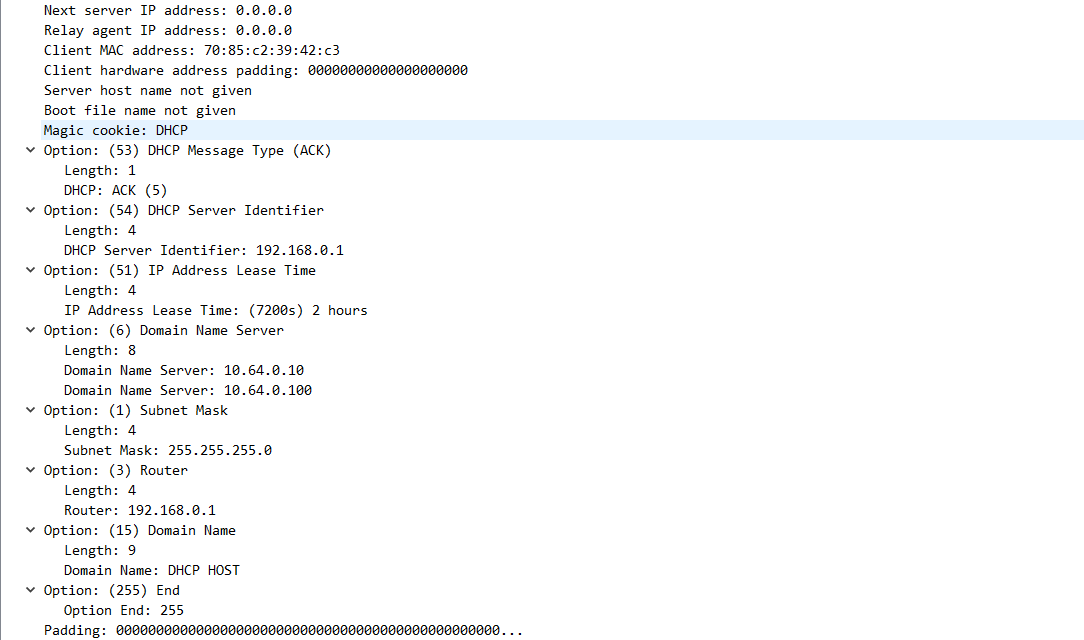 Next server IP address: 0.0.0.0
Relay agent IP address: 0.0.0.0
Client MAC address: 70:85:c2:39:42:c3
Client hardware address padding: 00000000000000000000
Server host name not given
Boot file name not given
Magic cookie: DHCP
Option: (53) DHCP Message Type (ACK)
Length: 1
DHCP: ACK (5)
Option: (54) DHCP Server Identifier
Length: 4
DHCP Server Identifier: 192.168.0.1
Option: (51) IP Address Lease Time
Length: 4
IP Address Lease Time: (7200s) 2 hours
Option: (6) Domain Name Server
Length: 8
Domain Name Server: 10.64.0.10
Domain Name Server: 10.64.0.100
Option: (1) Subnet Mask
Length: 4
Subnet Mask: 255.255.255.0
Option: (3) Router
Length: 4
Router: 192.168.0.1
Option: (15) Domain Name
Length: 9
Domain Name: DHCP HOST
Option: (255) End
Option End: 255
Padding: 000000000000000000000000000000000000000000000000...